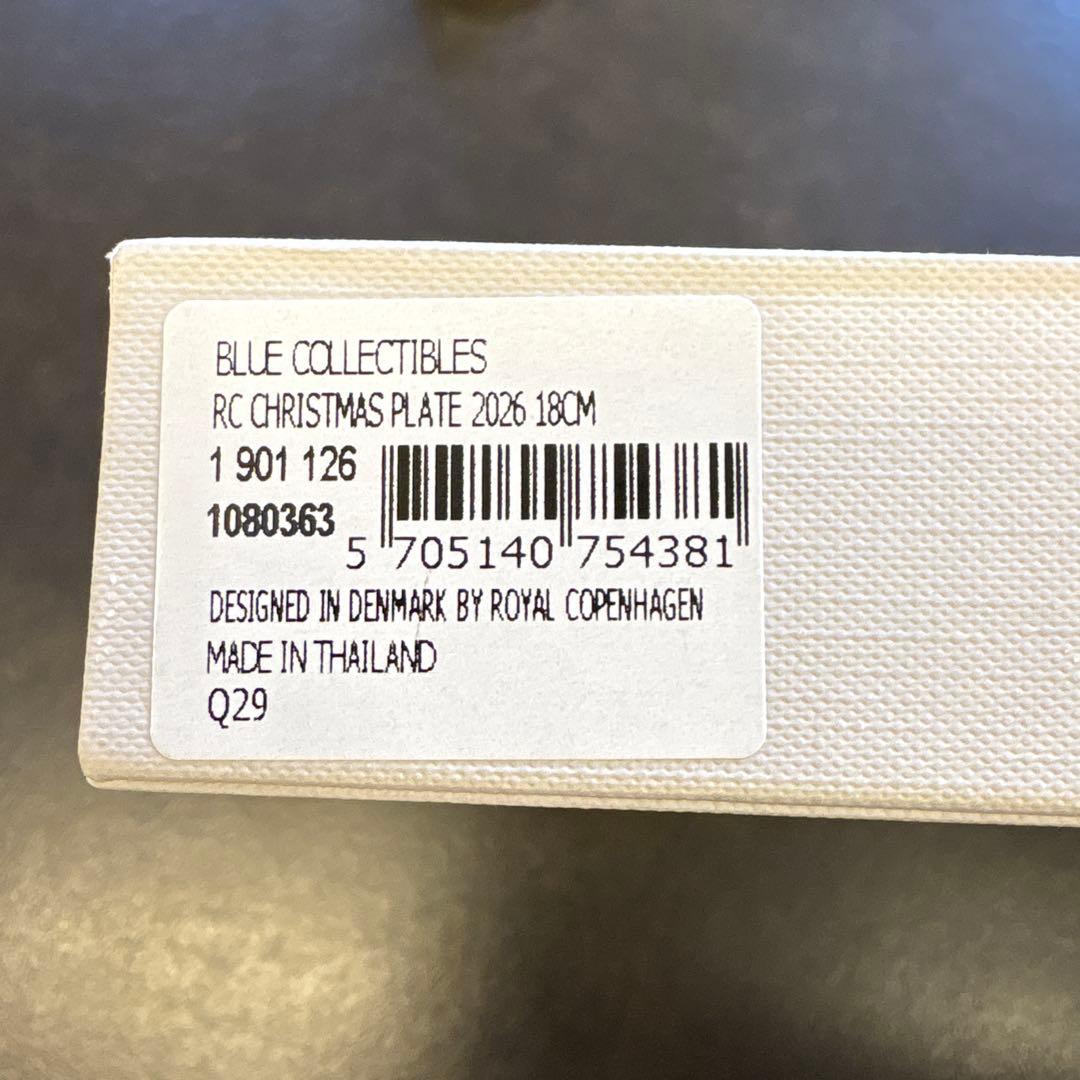 BLUE COLLECTIBLES
RC CHRISTMAS PLATE 2026 18CM
1 901 126
1080363
5 705140 754381
DESIGNED IN DENMARK BY ROYAL COPENHAGEN
MADE IN THAILAND
Q29